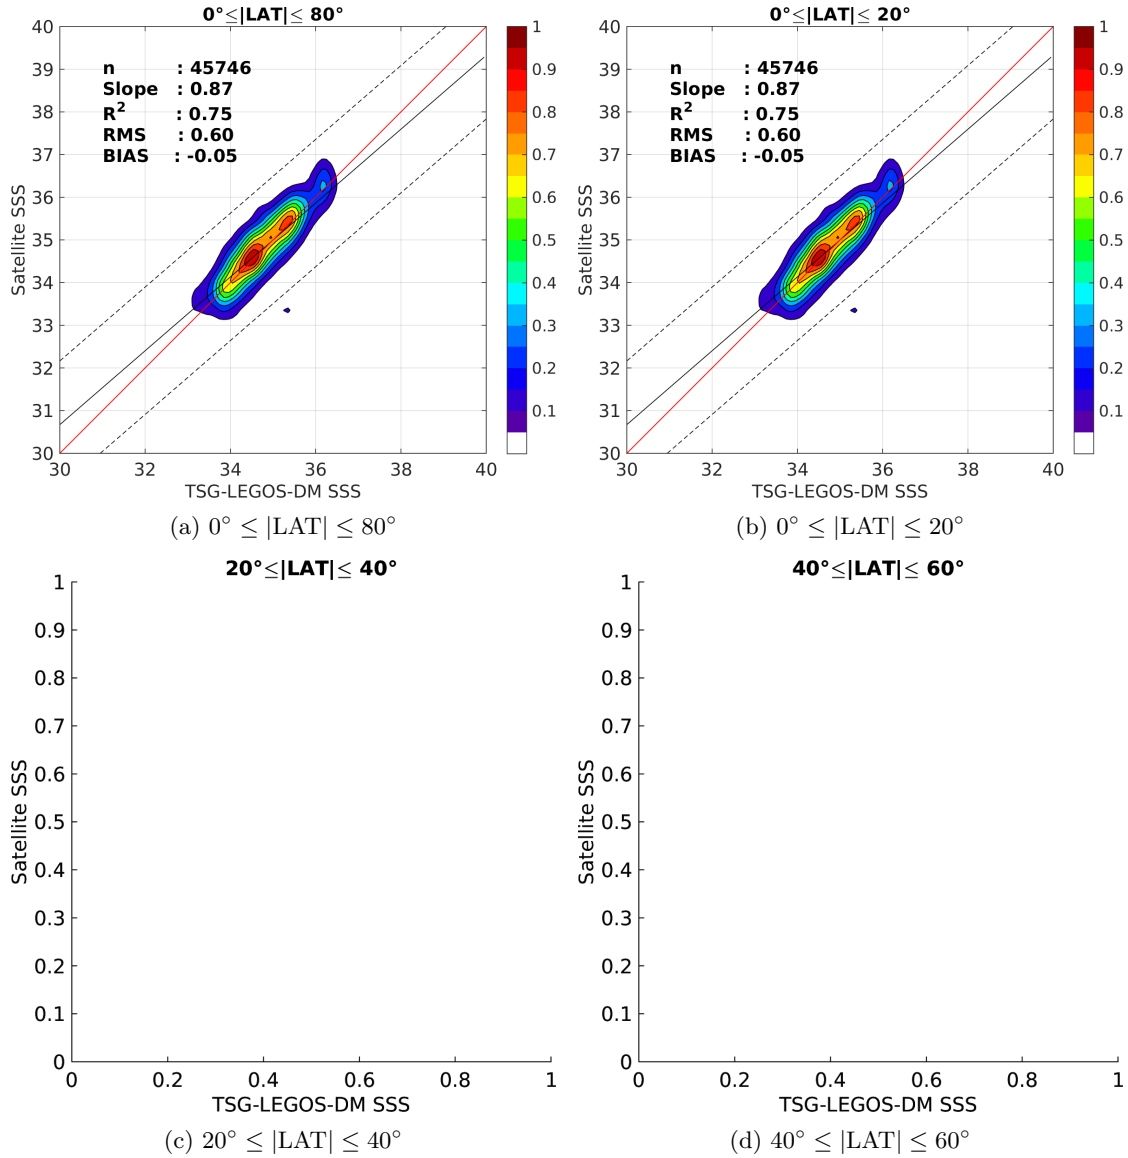 0°≤|LAT|≤ 80°
40
39
38
37
36
35
34
33
32
31
30
Satellite SSS
n : 45746
Slope : 0.87
R² : 0.75
RMS : 0.60
BIAS : -0.05
30 32 34 36 38 40
TSG-LEGOS-DM SSS
1
0.9
0.8
0.7
0.6
0.5
0.4
0.3
0.2
0.1
(a) 0° ≤ |LAT| ≤ 80°
0°≤|LAT|≤ 20°
40
39
38
37
36
35
34
33
32
31
30
Satellite SSS
n : 45746
Slope : 0.87
R² : 0.75
RMS : 0.60
BIAS : -0.05
30 32 34 36 38 40
TSG-LEGOS-DM SSS
1
0.9
0.8
0.7
0.6
0.5
0.4
0.3
0.2
0.1
(b) 0° ≤ |LAT| ≤ 20°
20°≤|LAT|≤ 40°
1
0.9
0.8
0.7
0.6
0.5
0.4
0.3
0.2
0.1
0
Satellite SSS
0 0.2 0.4 0.6 0.8 1
TSG-LEGOS-DM SSS
(c) 20° ≤ |LAT| ≤ 40°
40°≤|LAT|≤ 60°
1
0.9
0.8
0.7
0.6
0.5
0.4
0.3
0.2
0.1
0
Satellite SSS
0 0.2 0.4 0.6 0.8 1
TSG-LEGOS-DM SSS
(d) 40° ≤ |LAT| ≤ 60°